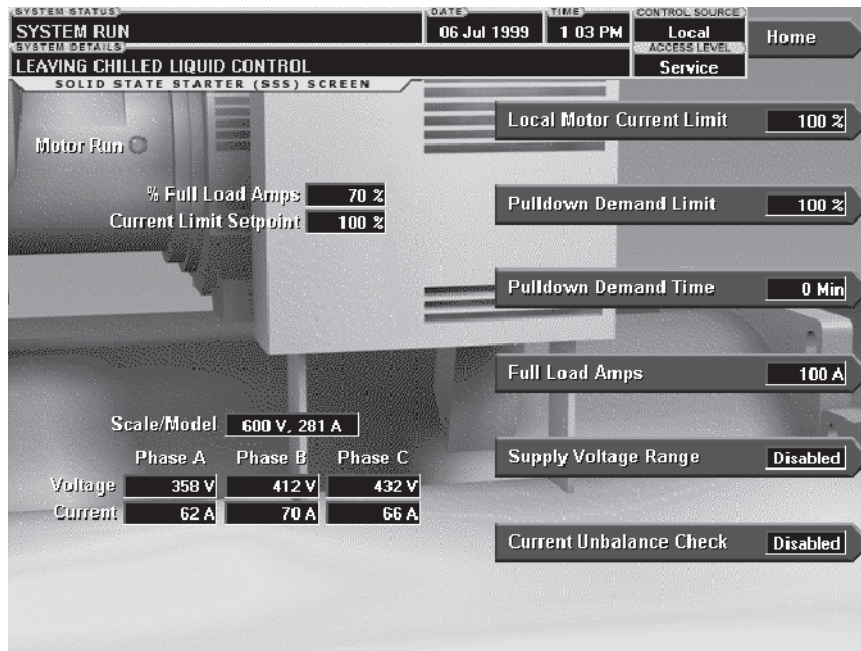 SYSTEM STATUS
SYSTEM RUN
DATE
06 Jul 1999
TIME
1 03 PM
CONTROL SOURCE
Local
Home
SYSTEM DETAILS
LEAVING CHILLED LIQUID CONTROL
ACCESS LEVEL
Service
SOLID STATE STARTER (SSS) SCREEN
Motor Run
% Full Load Amps 70 %
Current Limit Setpoint 100 %
Local Motor Current Limit 100 %
Pulldown Demand Limit 100 %
Pulldown Demand Time 0 Min
Full Load Amps 100 A
Supply Voltage Range Disabled
Current Unbalance Check Disabled
Scale/Model 600 V, 281 A
Phase A Phase B Phase C
Voltage 358 V 412 V 432 V
Current 62 A 70 A 66 A